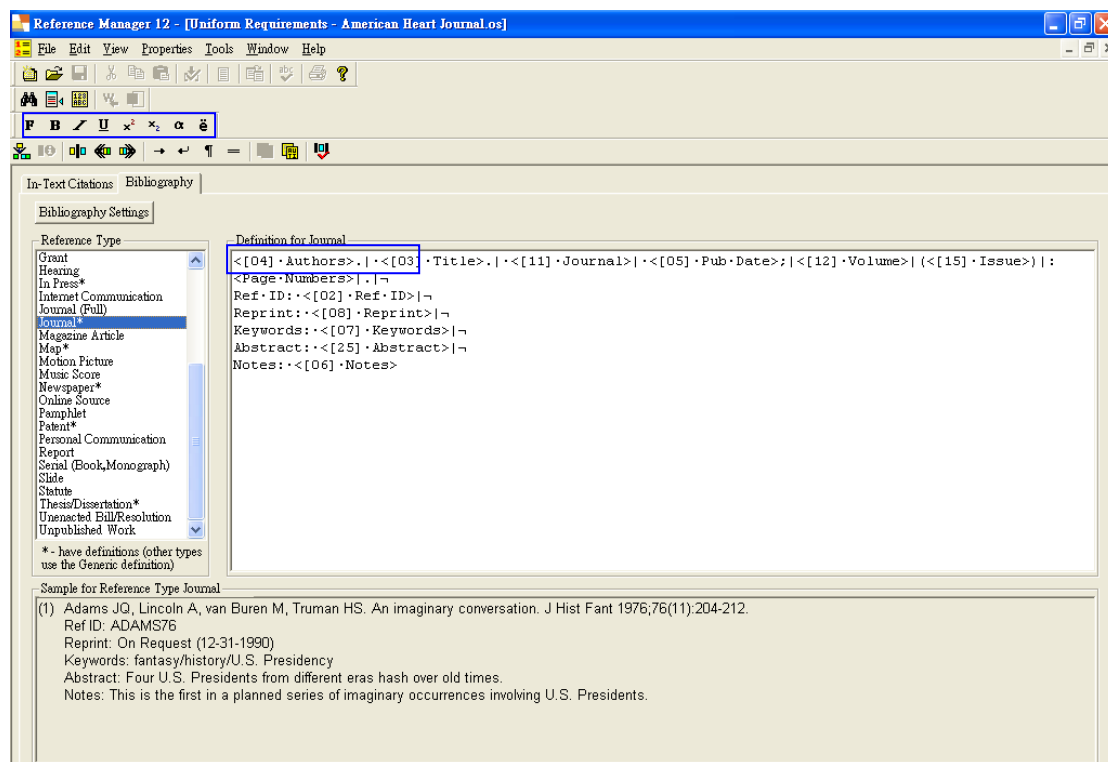 Reference Manager 12 - [Uniform Requirements - American Heart Journal.os]
File Edit View Properties Tools Window Help
F B I U x² x₂ α ë
In-Text Citations Bibliography
Bibliography Settings
Reference Type
Grant
Hearing
In Press*
Internet Communication
Journal (Full)
Journal*
Magazine Article
Map*
Motion Picture
Music Score
Newspaper*
Online Source
Pamphlet
Patent*
Personal Communication
Report
Serial (Book,Monograph)
Slide
Statute
Thesis/Dissertation*
Unenacted Bill/Resolution
Unpublished Work
* - have definitions (other types
use the Generic definition)
Definition for Journal
<[04]·Authors>.|·<[03]·Title>.|·<[11]·Journal>|·<[05]·Pub·Date>;|<[12]·Volume>|(<[15]·Issue>)|:
<Page·Numbers>|.|¬
Ref·ID:·<[02]·Ref·ID>|¬
Reprint:·<[08]·Reprint>|¬
Keywords:·<[07]·Keywords>|¬
Abstract:·<[25]·Abstract>|¬
Notes:·<[06]·Notes>
Sample for Reference Type Journal
(1) Adams JQ, Lincoln A, van Buren M, Truman HS. An imaginary conversation. J Hist Fant 1976;76(11):204-212.
Ref ID: ADAMS76
Reprint: On Request (12-31-1990)
Keywords: fantasy/history/U.S. Presidency
Abstract: Four U.S. Presidents from different eras hash over old times.
Notes: This is the first in a planned series of imaginary occurrences involving U.S. Presidents.